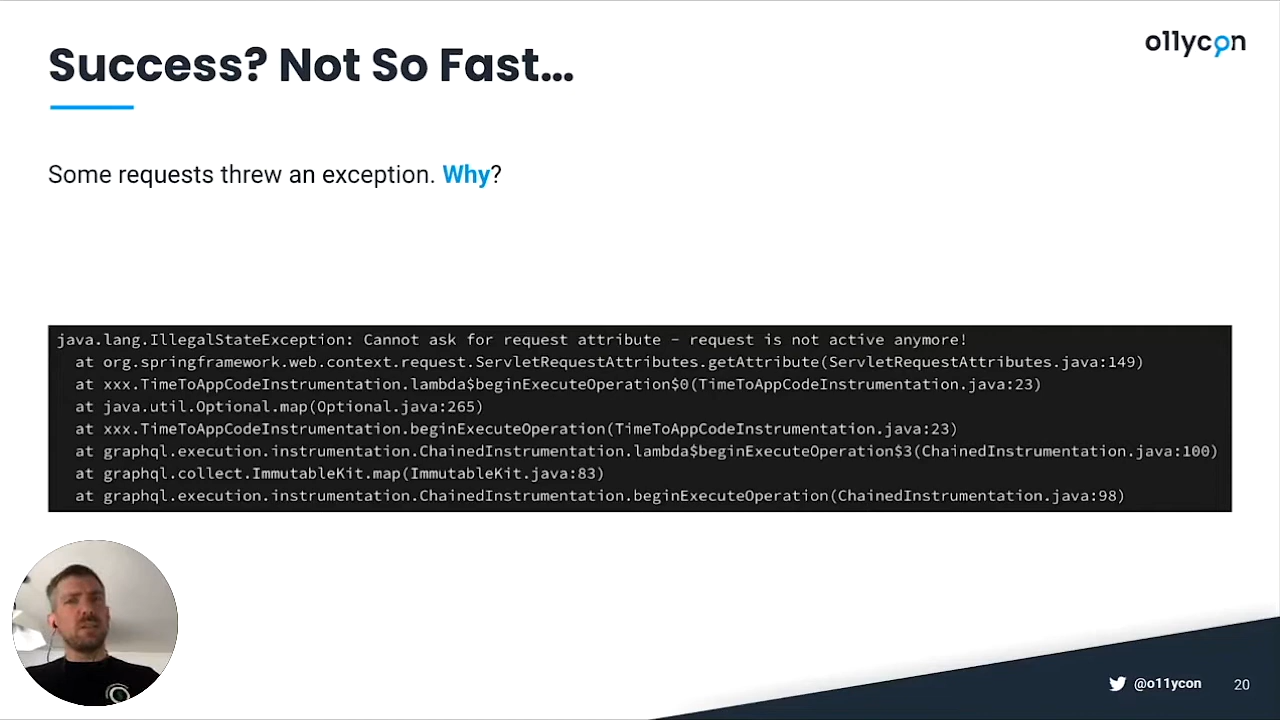 Success? Not So Fast...
o11ycon
Some requests threw an exception. Why?
java.lang.IllegalStateException: Cannot ask for request attribute - request is not active anymore!
at org.springframework.web.context.request.ServletRequestAttributes.getAttribute(ServletRequestAttributes.java:149)
at xxx.TimeToAppCodeInstrumentation.lambda$beginExecuteOperation$0(TimeToAppCodeInstrumentation.java:23)
at java.util.Optional.map(Optional.java:265)
at xxx.TimeToAppCodeInstrumentation.beginExecuteOperation(TimeToAppCodeInstrumentation.java:23)
at graphql.execution.instrumentation.ChainedInstrumentation.lambda$beginExecuteOperation$3(ChainedInstrumentation.java:100)
at graphql.collect.ImmutableKit.map(ImmutableKit.java:83)
at graphql.execution.instrumentation.ChainedInstrumentation.beginExecuteOperation(ChainedInstrumentation.java:98)
@o11ycon
20